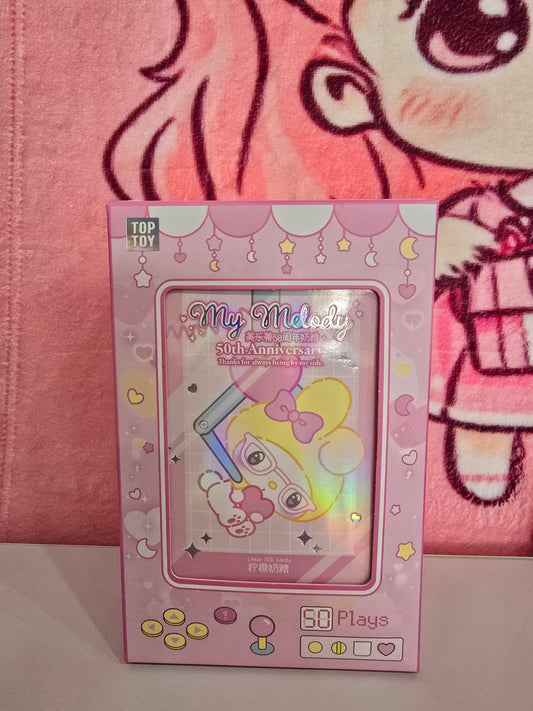 TOP
TOY
My Melody
美乐蒂50周年奶糖
50th Anniversary
Thanks for always being by my side.
Lemon Milk Candy
柠檬奶糖
50 Plays